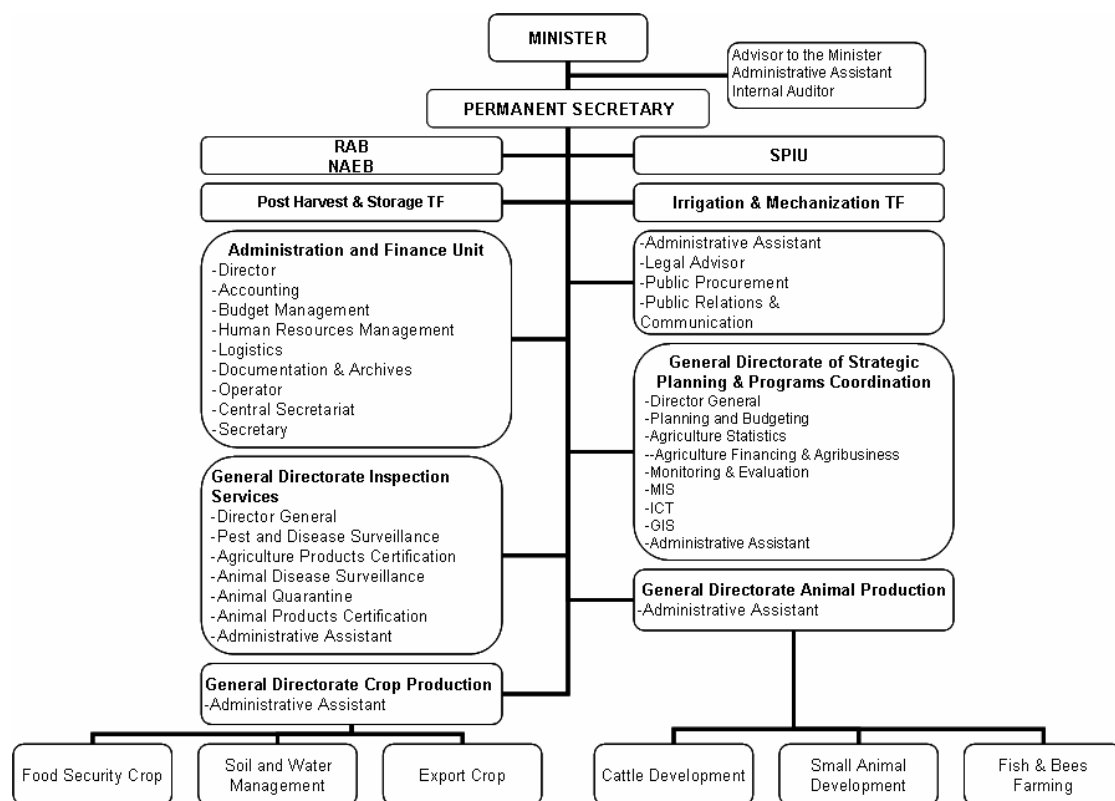 MINISTER
Advisor to the Minister
Administrative Assistant
Internal Auditor
PERMANENT SECRETARY
RAB
NAEB
SPIU
Post Harvest & Storage TF
Irrigation & Mechanization TF
Administration and Finance Unit
-Director
-Accounting
-Budget Management
-Human Resources Management
-Logistics
-Documentation & Archives
-Operator
-Central Secretariat
-Secretary
-Administrative Assistant
-Legal Advisor
-Public Procurement
-Public Relations &
Communication
General Directorate of Strategic
Planning & Programs Coordination
-Director General
-Planning and Budgeting
-Agriculture Statistics
--Agriculture Financing & Agribusiness
-Monitoring & Evaluation
-MIS
-ICT
-GIS
-Administrative Assistant
General Directorate Inspection
Services
-Director General
-Pest and Disease Surveillance
-Agriculture Products Certification
-Animal Disease Surveillance
-Animal Quarantine
-Animal Products Certification
-Administrative Assistant
General Directorate Animal Production
-Administrative Assistant
General Directorate Crop Production
-Administrative Assistant
Food Security Crop
Soil and Water
Management
Export Crop
Cattle Development
Small Animal
Development
Fish & Bees
Farming